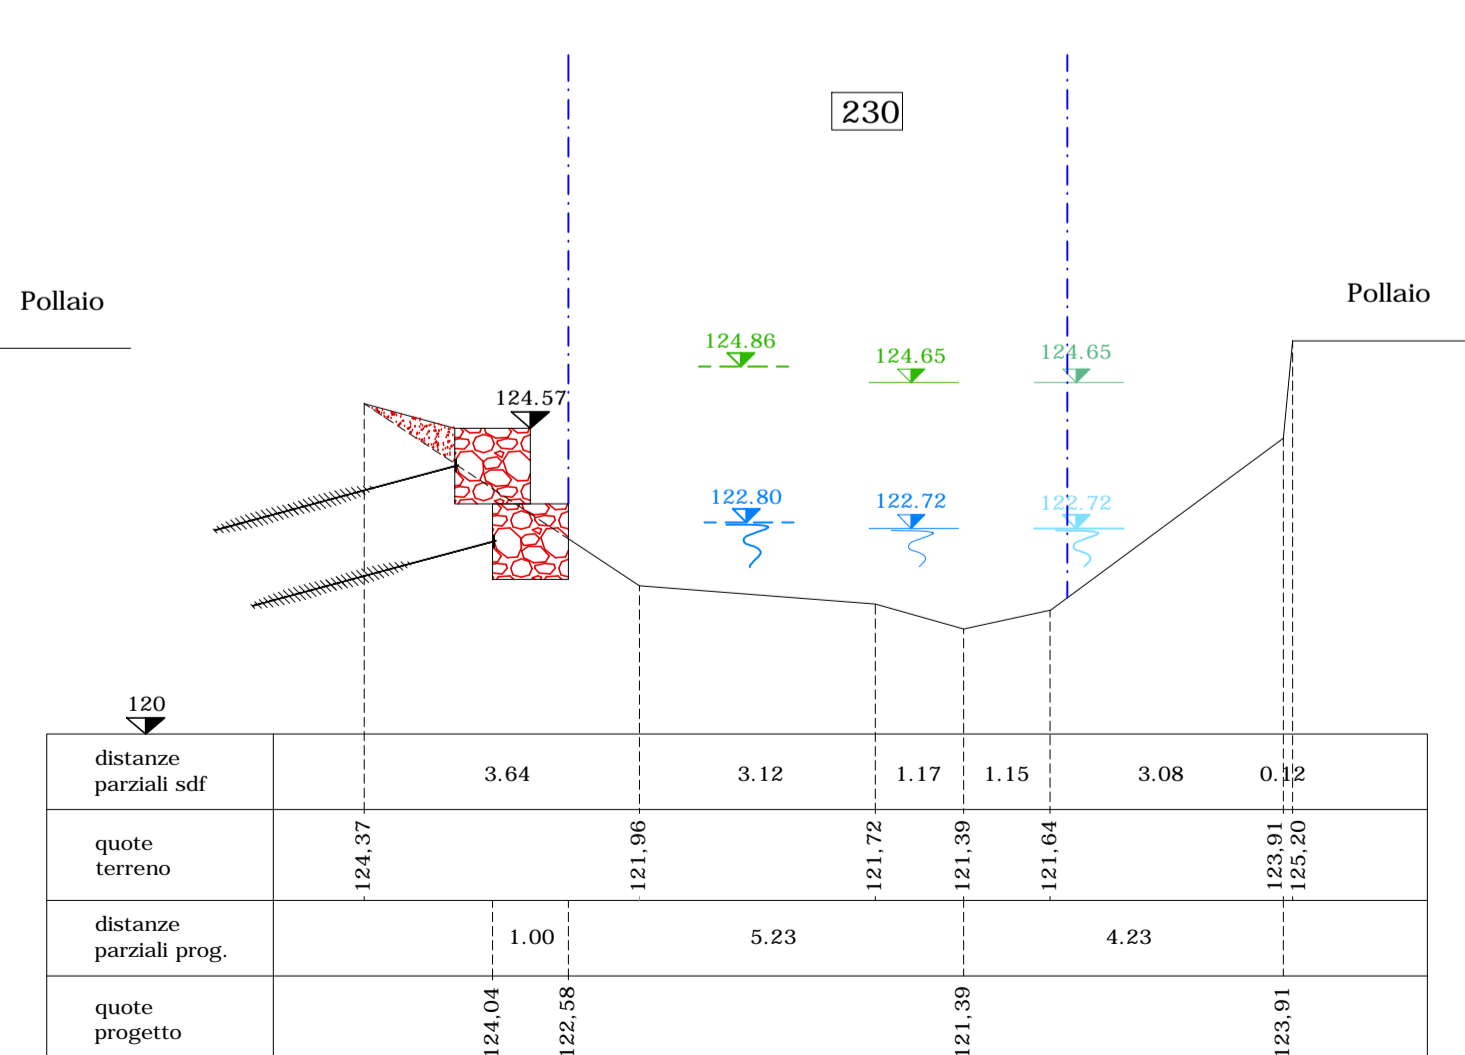 230
Pollaio
Pollaio
124.86
124.65
124.65
124.57
122.80
122.72
122.72
120
distanze
parziali sdf
3.64
3.12
1.17
1.15
3.08
0.12
quote
terreno
124,37
121,96
121,72
121,39
121,64
123,91
125,20
distanze
parziali prog.
1.00
5.23
4.23
quote
progetto
124,04
122,58
121,39
123,91